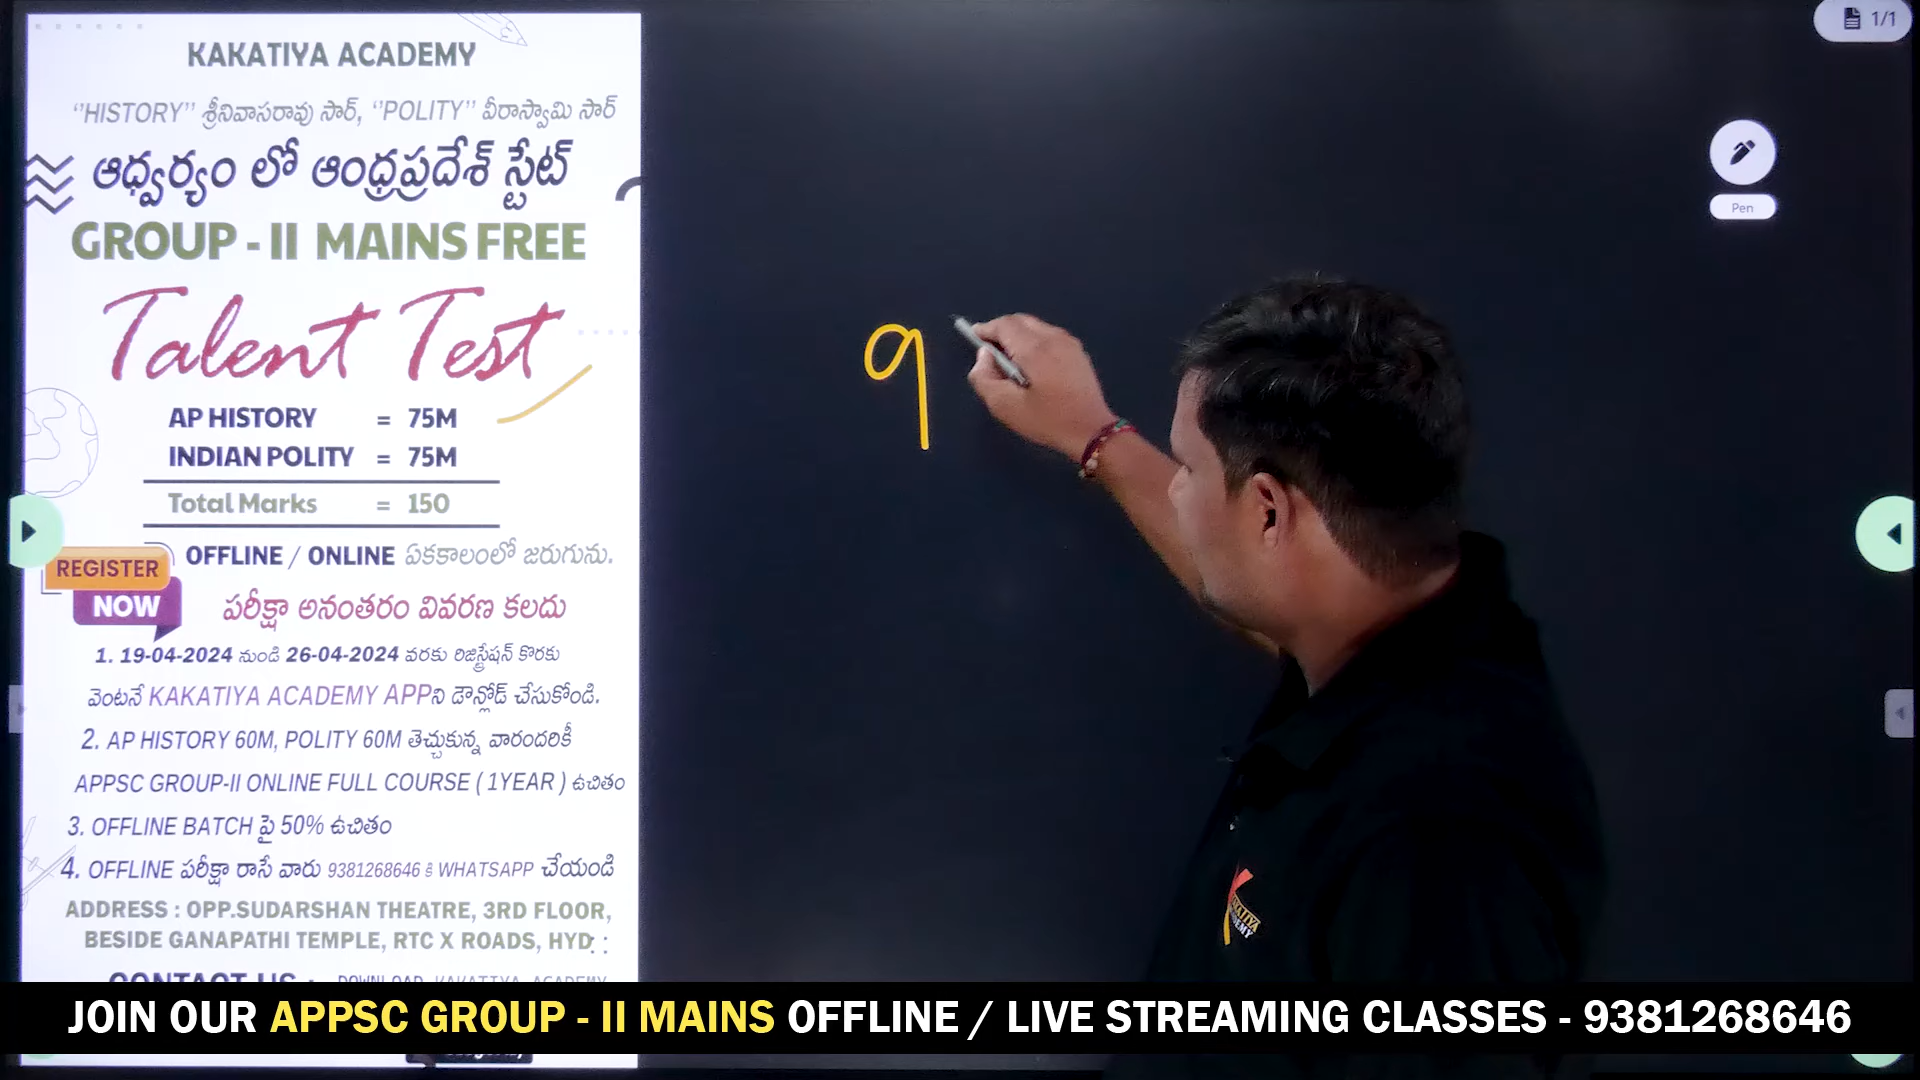 KAKATIYA ACADEMY
"HISTORY" శ్రీనివాసరావు సార్, "POLITY" వీరాస్వామి సార్
ఆధ్వర్యం లో ఆంధ్రప్రదేశ్ స్టేట్
GROUP - II MAINS FREE
Talent Test
AP HISTORY = 75M
INDIAN POLITY = 75M
Total Marks = 150
OFFLINE / ONLINE ఏకకాలంలో జరుగును.
REGISTER
NOW
పరీక్షా అనంతరం వివరణ కలదు
1. 19-04-2024 నుండి 26-04-2024 వరకు రిజిస్ట్రేషన్ కొరకు
వెంటనే KAKATIYA ACADEMY APPని డౌన్లోడ్ చేసుకోండి.
2. AP HISTORY 60M, POLITY 60M తెచ్చుకున్న వారందరికీ
APPSC GROUP-II ONLINE FULL COURSE ( 1YEAR ) ఉచితం
3. OFFLINE BATCH పై 50% ఉచితం
4. OFFLINE పరీక్షా రాసే వారు 9381268646 కి WHATSAPP చేయండి
ADDRESS : OPP.SUDARSHAN THEATRE, 3RD FLOOR,
BESIDE GANAPATHI TEMPLE, RTC X ROADS, HYD
CONTACT US : DOWNLOAD KAKATIYA ACADEMY
9
1/1
Pen
JOIN OUR APPSC GROUP - II MAINS OFFLINE / LIVE STREAMING CLASSES - 9381268646